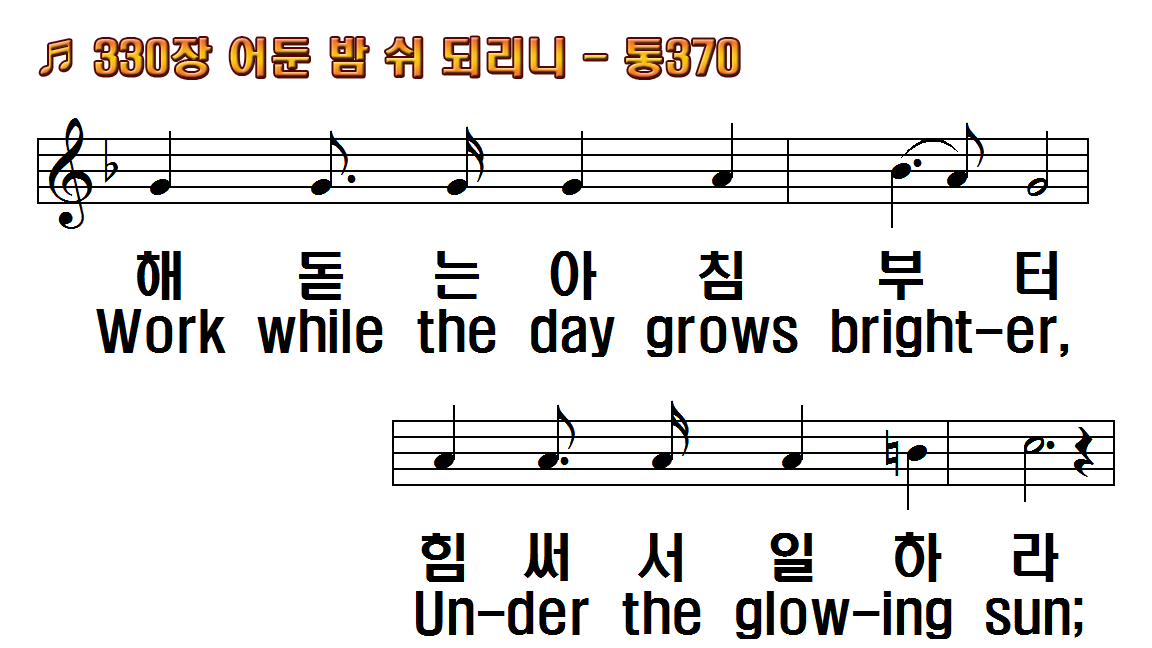 ♬ 330장 어둔 밤 쉬 되리니 - 통370
해 돋 는 아 침 부 터
Work while the day grows bright-er,
힘 써 서 일 하 라
Un-der the glow-ing sun;